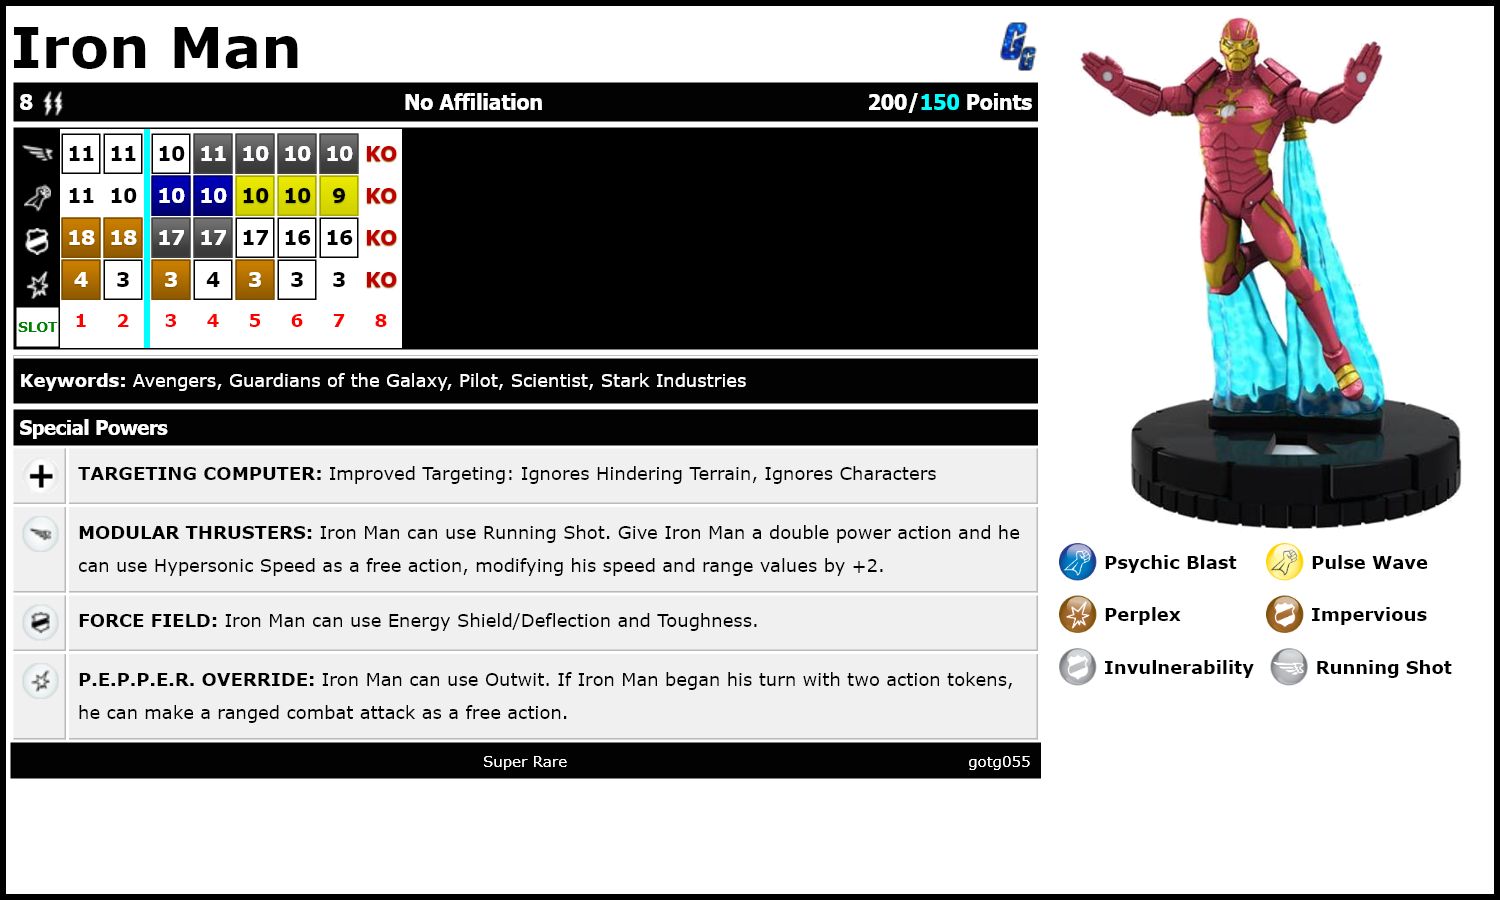 Iron Man
GG
8 No Affiliation 200/150 Points
11 11 10 11 10 10 10 KO
11 10 10 10 10 10 9 KO
18 18 17 17 17 16 16 KO
4 3 3 4 3 3 3 KO
SLOT 1 2 3 4 5 6 7 8
Keywords: Avengers, Guardians of the Galaxy, Pilot, Scientist, Stark Industries
Special Powers
TARGETING COMPUTER: Improved Targeting: Ignores Hindering Terrain, Ignores Characters
MODULAR THRUSTERS: Iron Man can use Running Shot. Give Iron Man a double power action and he
can use Hypersonic Speed as a free action, modifying his speed and range values by +2.
FORCE FIELD: Iron Man can use Energy Shield/Deflection and Toughness.
P.E.P.P.E.R. OVERRIDE: Iron Man can use Outwit. If Iron Man began his turn with two action tokens,
he can make a ranged combat attack as a free action.
Super Rare gotg055
Psychic Blast Pulse Wave
Perplex Impervious
Invulnerability Running Shot